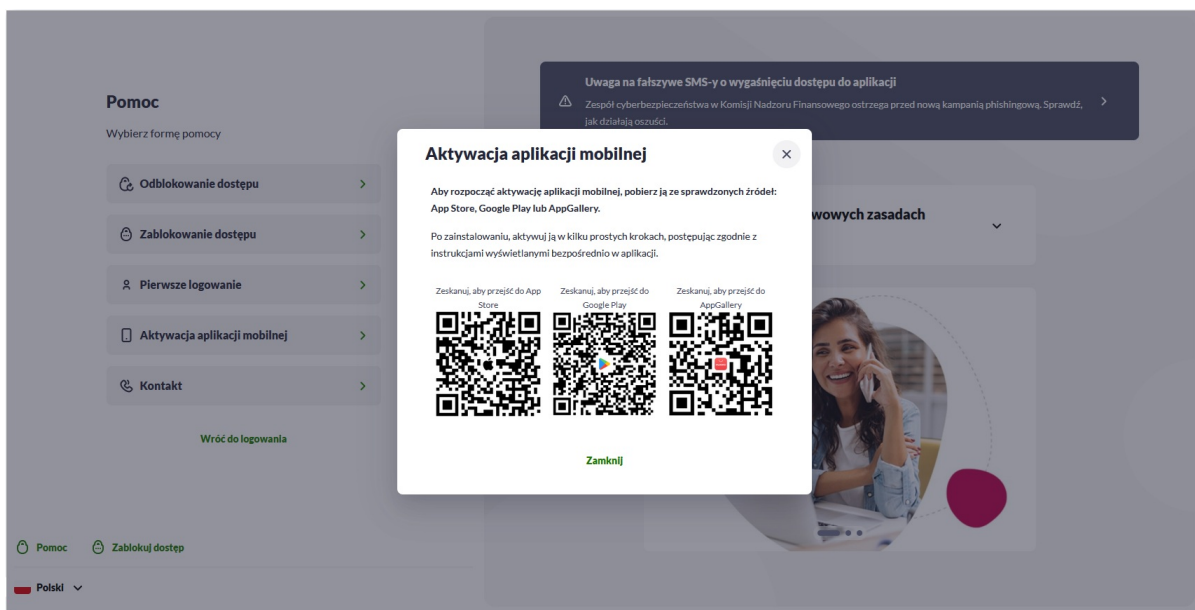 Pomoc
Wybierz formę pomocy
Odblokowanie dostępu
Zablokowanie dostępu
Pierwsze logowanie
Aktywacja aplikacji mobilnej
Kontakt
Wróć do logowania
Pomoc
Zablokuj dostęp
Polski
Uwaga na fałszywe SMS-y o wygaśnięciu dostępu do aplikacji
Zespół cyberbezpieczeństwa w Komisji Nadzoru Finansowego ostrzega przed nową kampanią phishingową. Sprawdź,
jak działają oszuści.
Aktywacja aplikacji mobilnej
Aby rozpocząć aktywację aplikacji mobilnej, pobierz ją ze sprawdzonych źródeł:
App Store, Google Play lub AppGallery.
Po zainstalowaniu, aktywuj ją w kilku prostych krokach, postępując zgodnie z
instrukcjami wyświetlanymi bezpośrednio w aplikacji.
Zeskanuj, aby przejść do App
Store
Zeskanuj, aby przejść do
Google Play
Zeskanuj, aby przejść do
AppGallery
Zamknij
zasadach